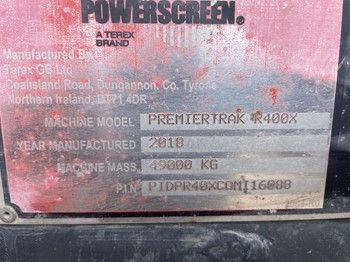 POWERSCREEN®
A TEREX
BRAND
Manufactured By:
Terex GB Ltd
Coalisland Road, Dungannon, Co. Tyrone
Northern Ireland, BT71 4DR
MACHINE MODEL PREMIERTRAK R400X
YEAR MANUFACTURED 2018
MACHINE MASS 49000 KG
P.I.N.